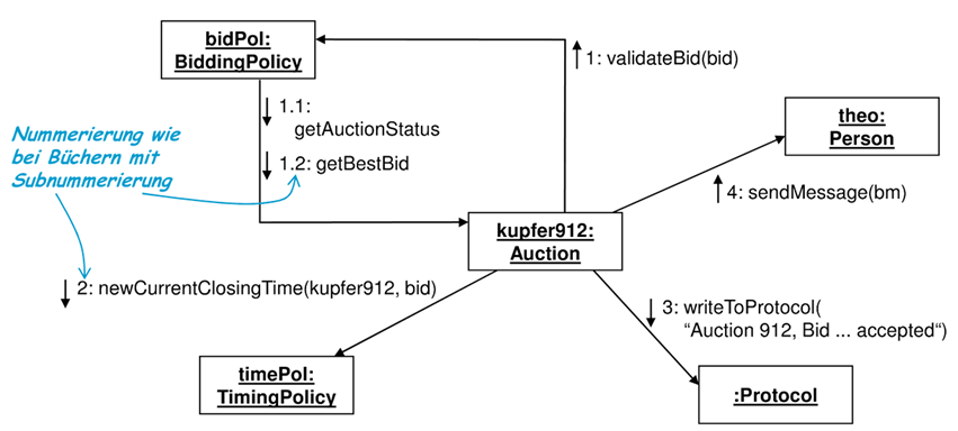 bidPol:
BiddingPolicy
1: validateBid(bid)
1.1:
getAuctionStatus
1.2: getBestBid
Nummerierung wie
bei Büchern mit
Subnummerierung
theo:
Person
4: sendMessage(bm)
kupfer912:
Auction
2: newCurrentClosingTime(kupfer912, bid)
3: writeToProtocol(
“Auction 912, Bid ... accepted“)
timePol:
TimingPolicy
:Protocol